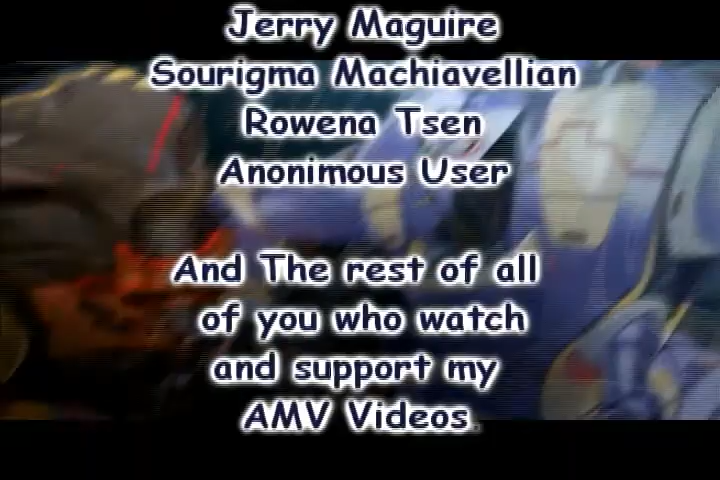 Jerry Maguire
Sourigma Machiavellian
Rowena Tsen
Anonimous User
And The rest of all
of you who watch
and support my
AMV Videos.